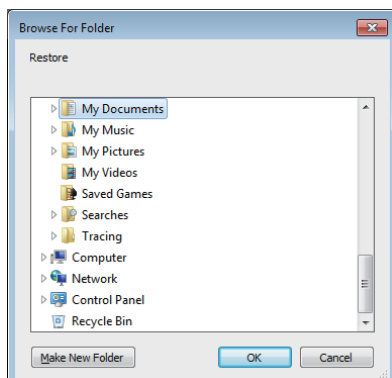 Browse For Folder
Restore
My Documents
My Music
My Pictures
My Videos
Saved Games
Searches
Tracing
Computer
Network
Control Panel
Recycle Bin
Make New Folder
OK
Cancel